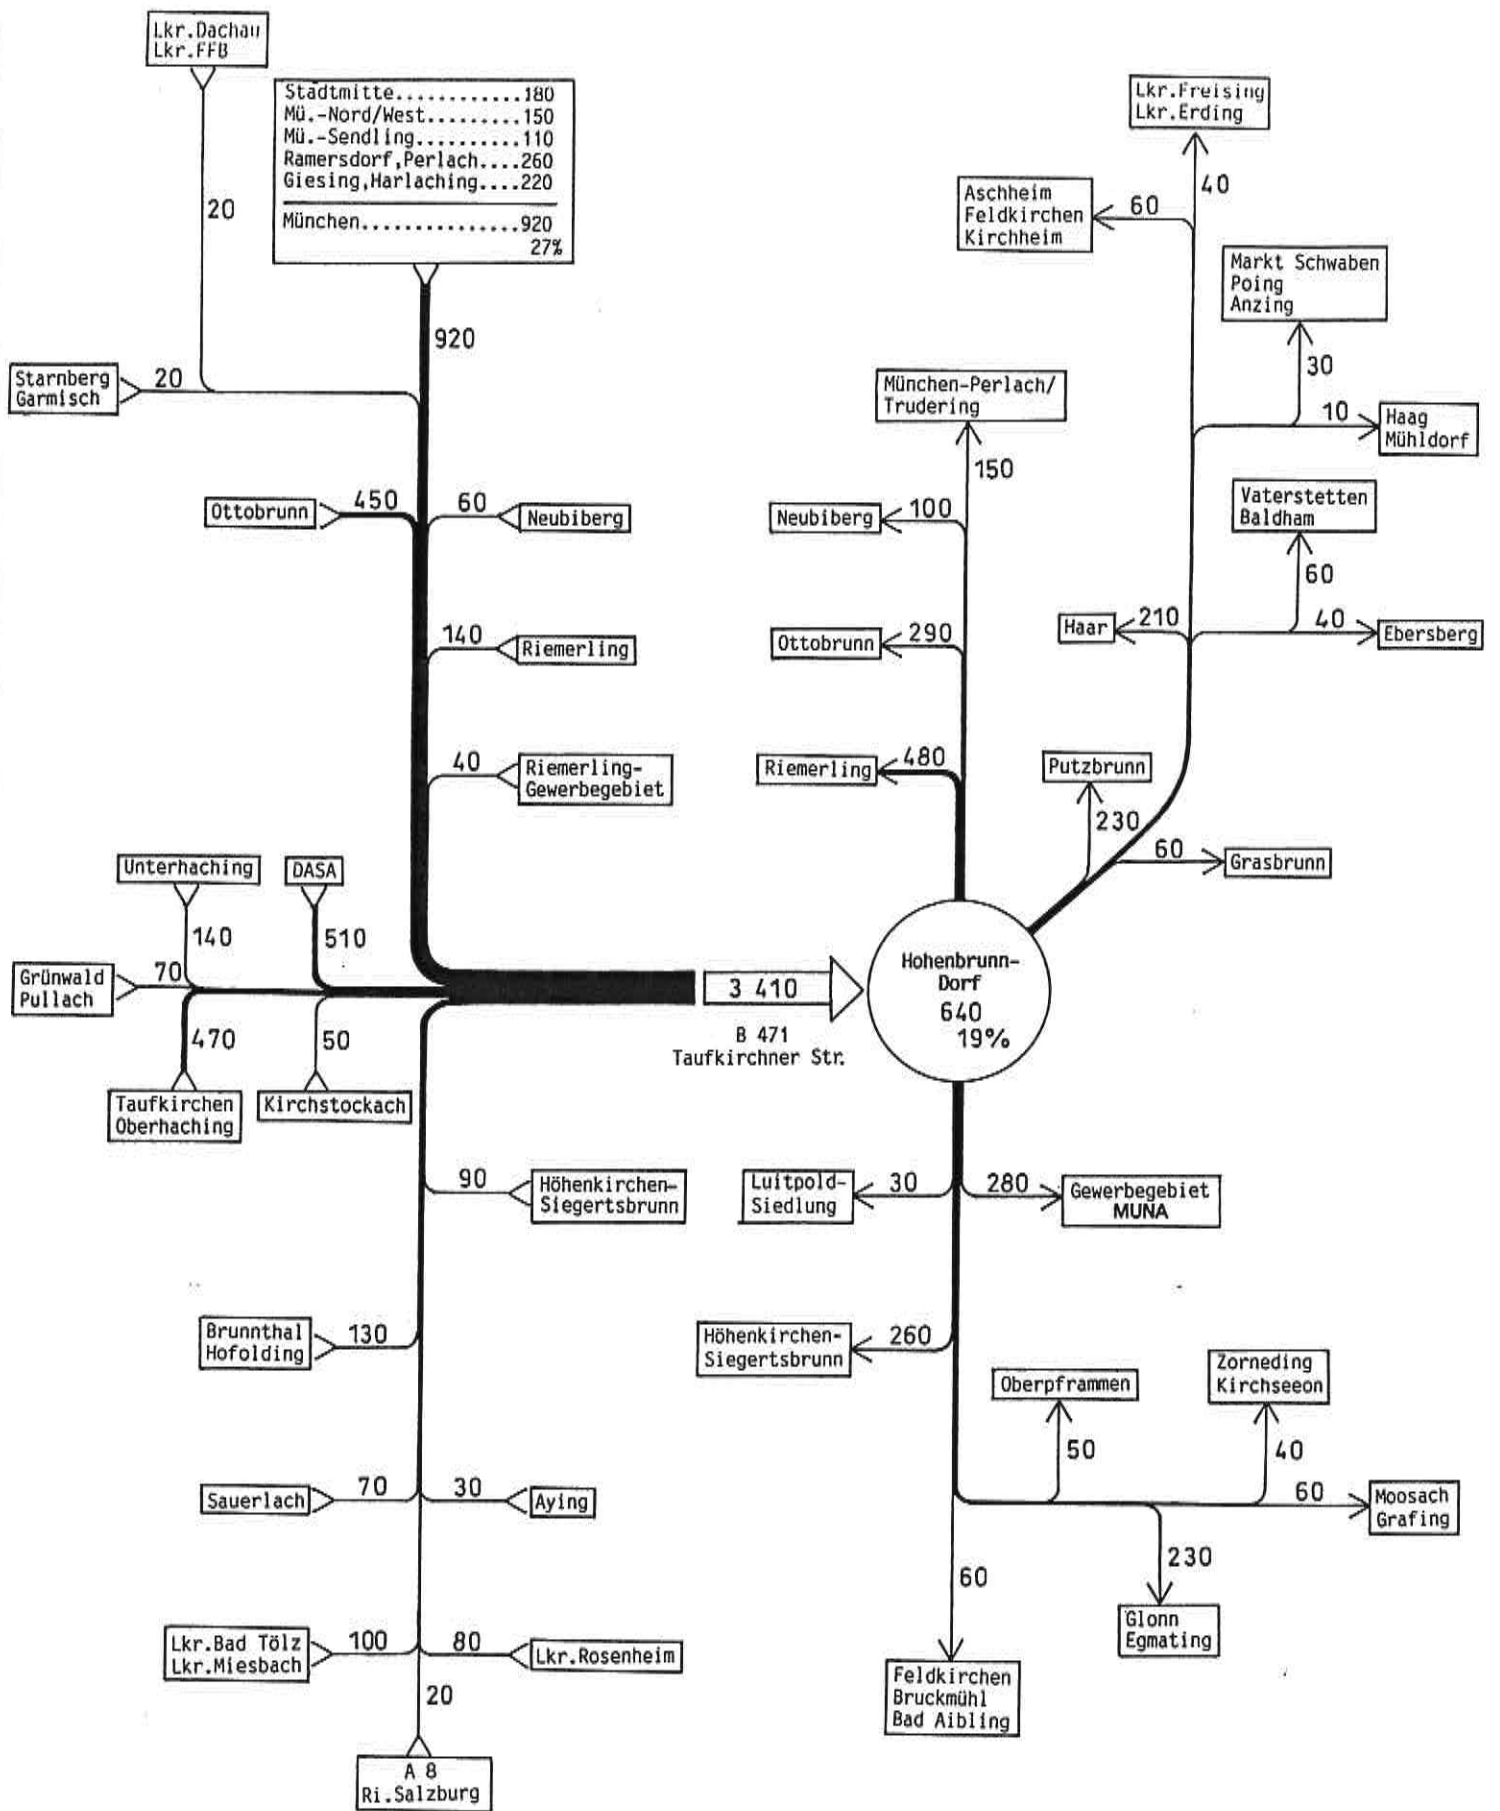 Lkr.Dachau
Lkr.FFB
Stadtmitte............180
Mü.-Nord/West.........150
Mü.-Sendling..........110
Ramersdorf,Perlach....260
Giesing,Harlaching....220
München...............920
27%
20
920
Starnberg
Garmisch
20
Ottobrunn
450
60
Neubiberg
140
Riemerling
40
Riemerling-
Gewerbegebiet
Unterhaching
DASA
140
510
Grünwald
Pullach
70
470
50
Taufkirchen
Oberhaching
Kirchstockach
3 410
B 471
Taufkirchner Str.
90
Höhenkirchen-
Siegertsbrunn
Brunnthal
Hofolding
130
Sauerlach
70
30
Aying
Lkr.Bad Tölz
Lkr.Miesbach
100
80
Lkr.Rosenheim
20
A 8
Ri.Salzburg
Lkr.Freising
Lkr.Erding
40
Aschheim
Feldkirchen
Kirchheim
60
Markt Schwaben
Poing
Anzing
30
10
Haag
Mühldorf
München-Perlach/
Trudering
150
Neubiberg
100
Vaterstetten
Baldham
60
Haar
210
40
Ebersberg
Ottobrunn
290
Riemerling
480
Putzbrunn
230
60
Grasbrunn
Hohenbrunn-
Dorf
640
19%
Luitpold-
Siedlung
30
280
Gewerbegebiet
MUNA
Höhenkirchen-
Siegertsbrunn
260
Oberpframmen
50
Zorneding
Kirchseeon
40
60
Moosach
Grafing
230
Glonn
Egmating
60
Feldkirchen
Bruckmühl
Bad Aibling